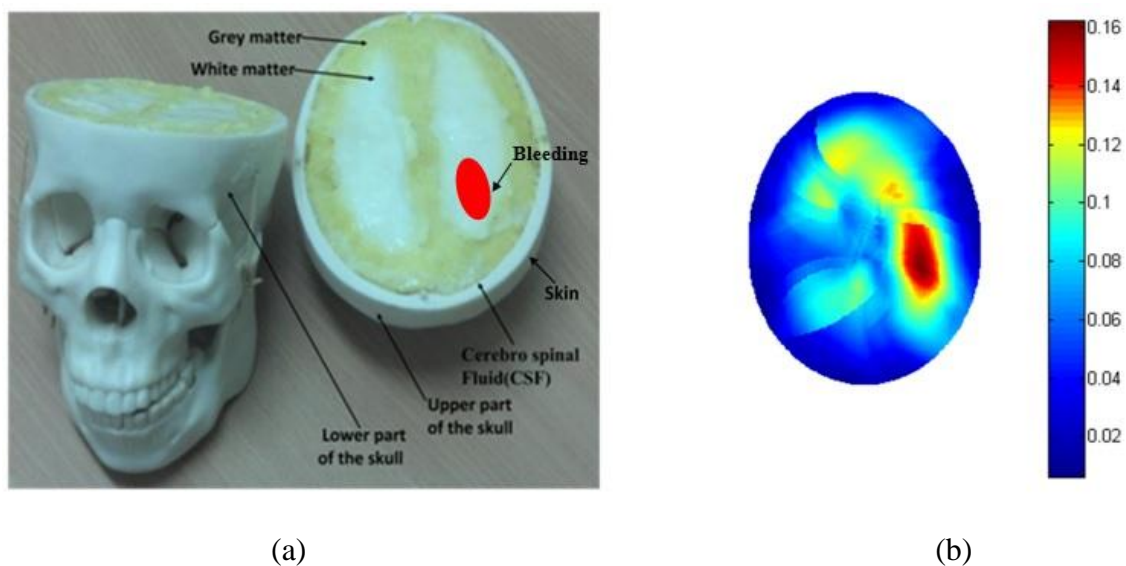 Grey matter
White matter
Bleeding
Skin
Cerebro spinal
Fluid(CSF)
Upper part
of the skull
Lower part
of the skull
0.16
0.14
0.12
0.10
0.08
0.06
0.04
0.02
(a)
(b)